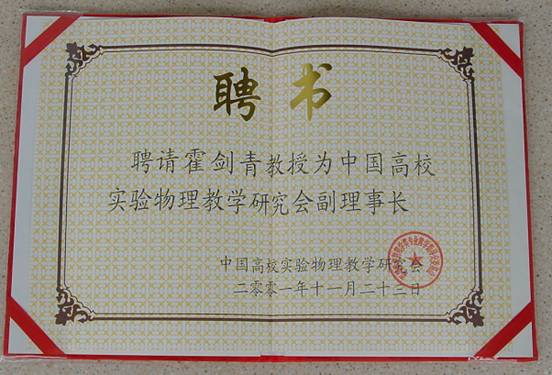 聘书
聘请霍剑青教授为中国高校
实验物理教学研究会副理事长
中国高校实验物理教学研究会
二零零一年十一月二十三日